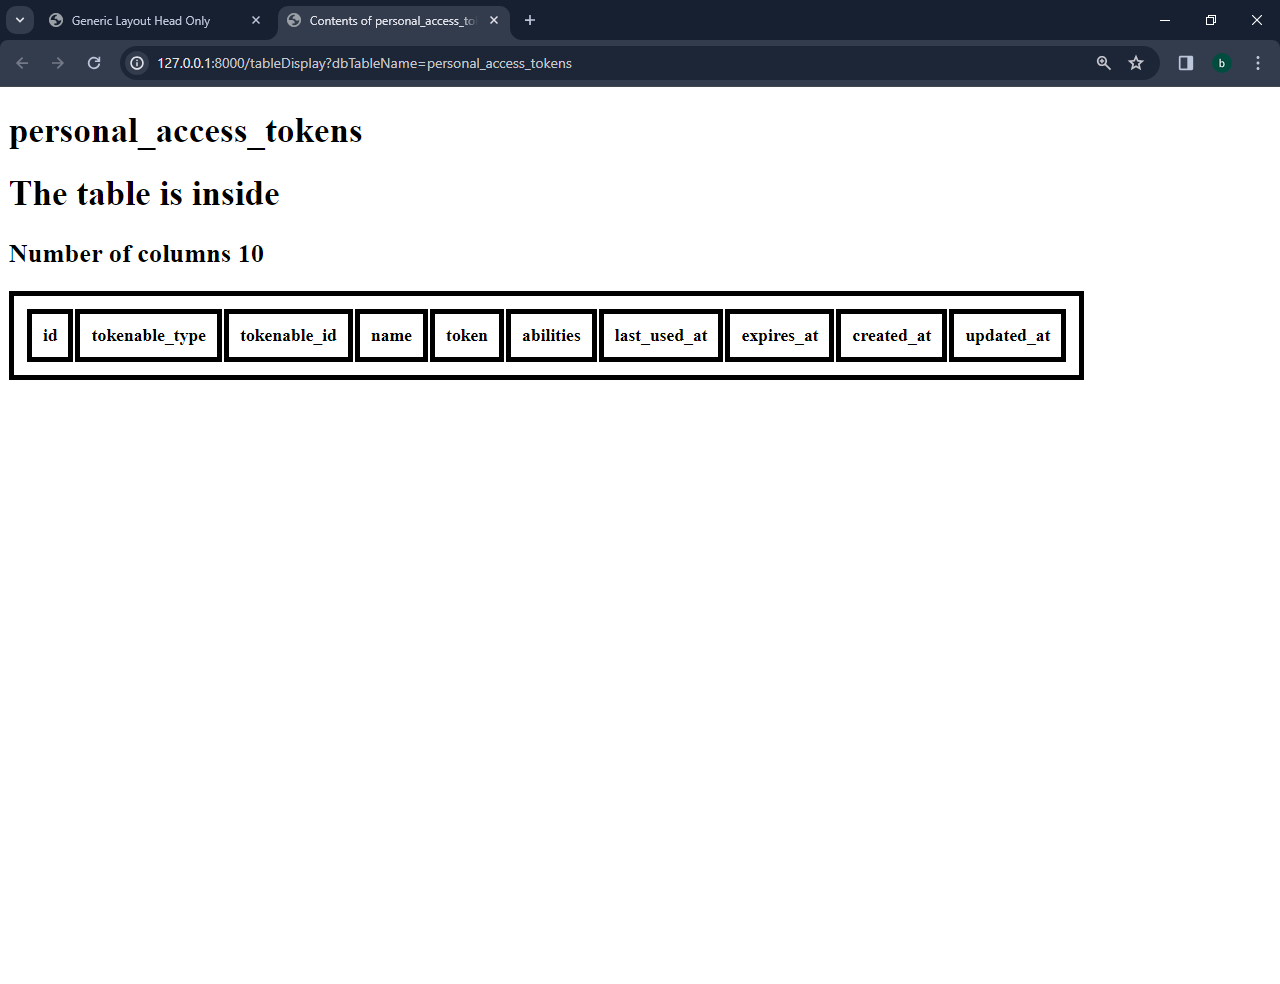 Generic Layout Head Only
Contents of personal_access_to
127.0.0.1:8000/tableDisplay?dbTableName=personal_access_tokens
b
personal_access_tokens
The table is inside
Number of columns 10
id tokenable_type tokenable_id name token abilities last_used_at expires_at created_at updated_at